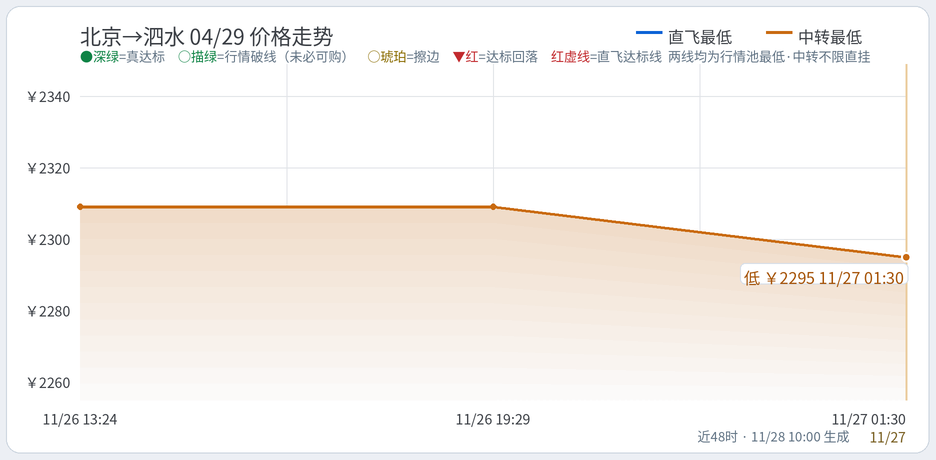 北京→泗水 04/29 价格走势
直飞最低 中转最低
●深绿=真达标 ○描绿=行情破线（未必可购） ○琥珀=擦边 ▼红=达标回落 红虚线=直飞达标线 两线均为行情池最低·中转不限直挂
¥2340
¥2320
¥2300
¥2280
¥2260
低 ¥2295 11/27 01:30
11/26 13:24 11/26 19:29 11/27 01:30
近48时 · 11/28 10:00 生成 11/27